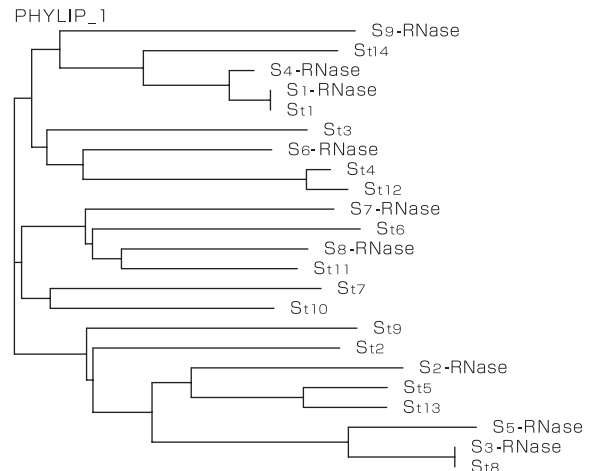 PHYLIP_1
S9-RNase
St14
S4-RNase
S1-RNase
St1
St3
S6-RNase
St4
St12
S7-RNase
St6
S8-RNase
St11
St7
St10
St9
St2
S2-RNase
St5
St13
S5-RNase
S3-RNase
St8